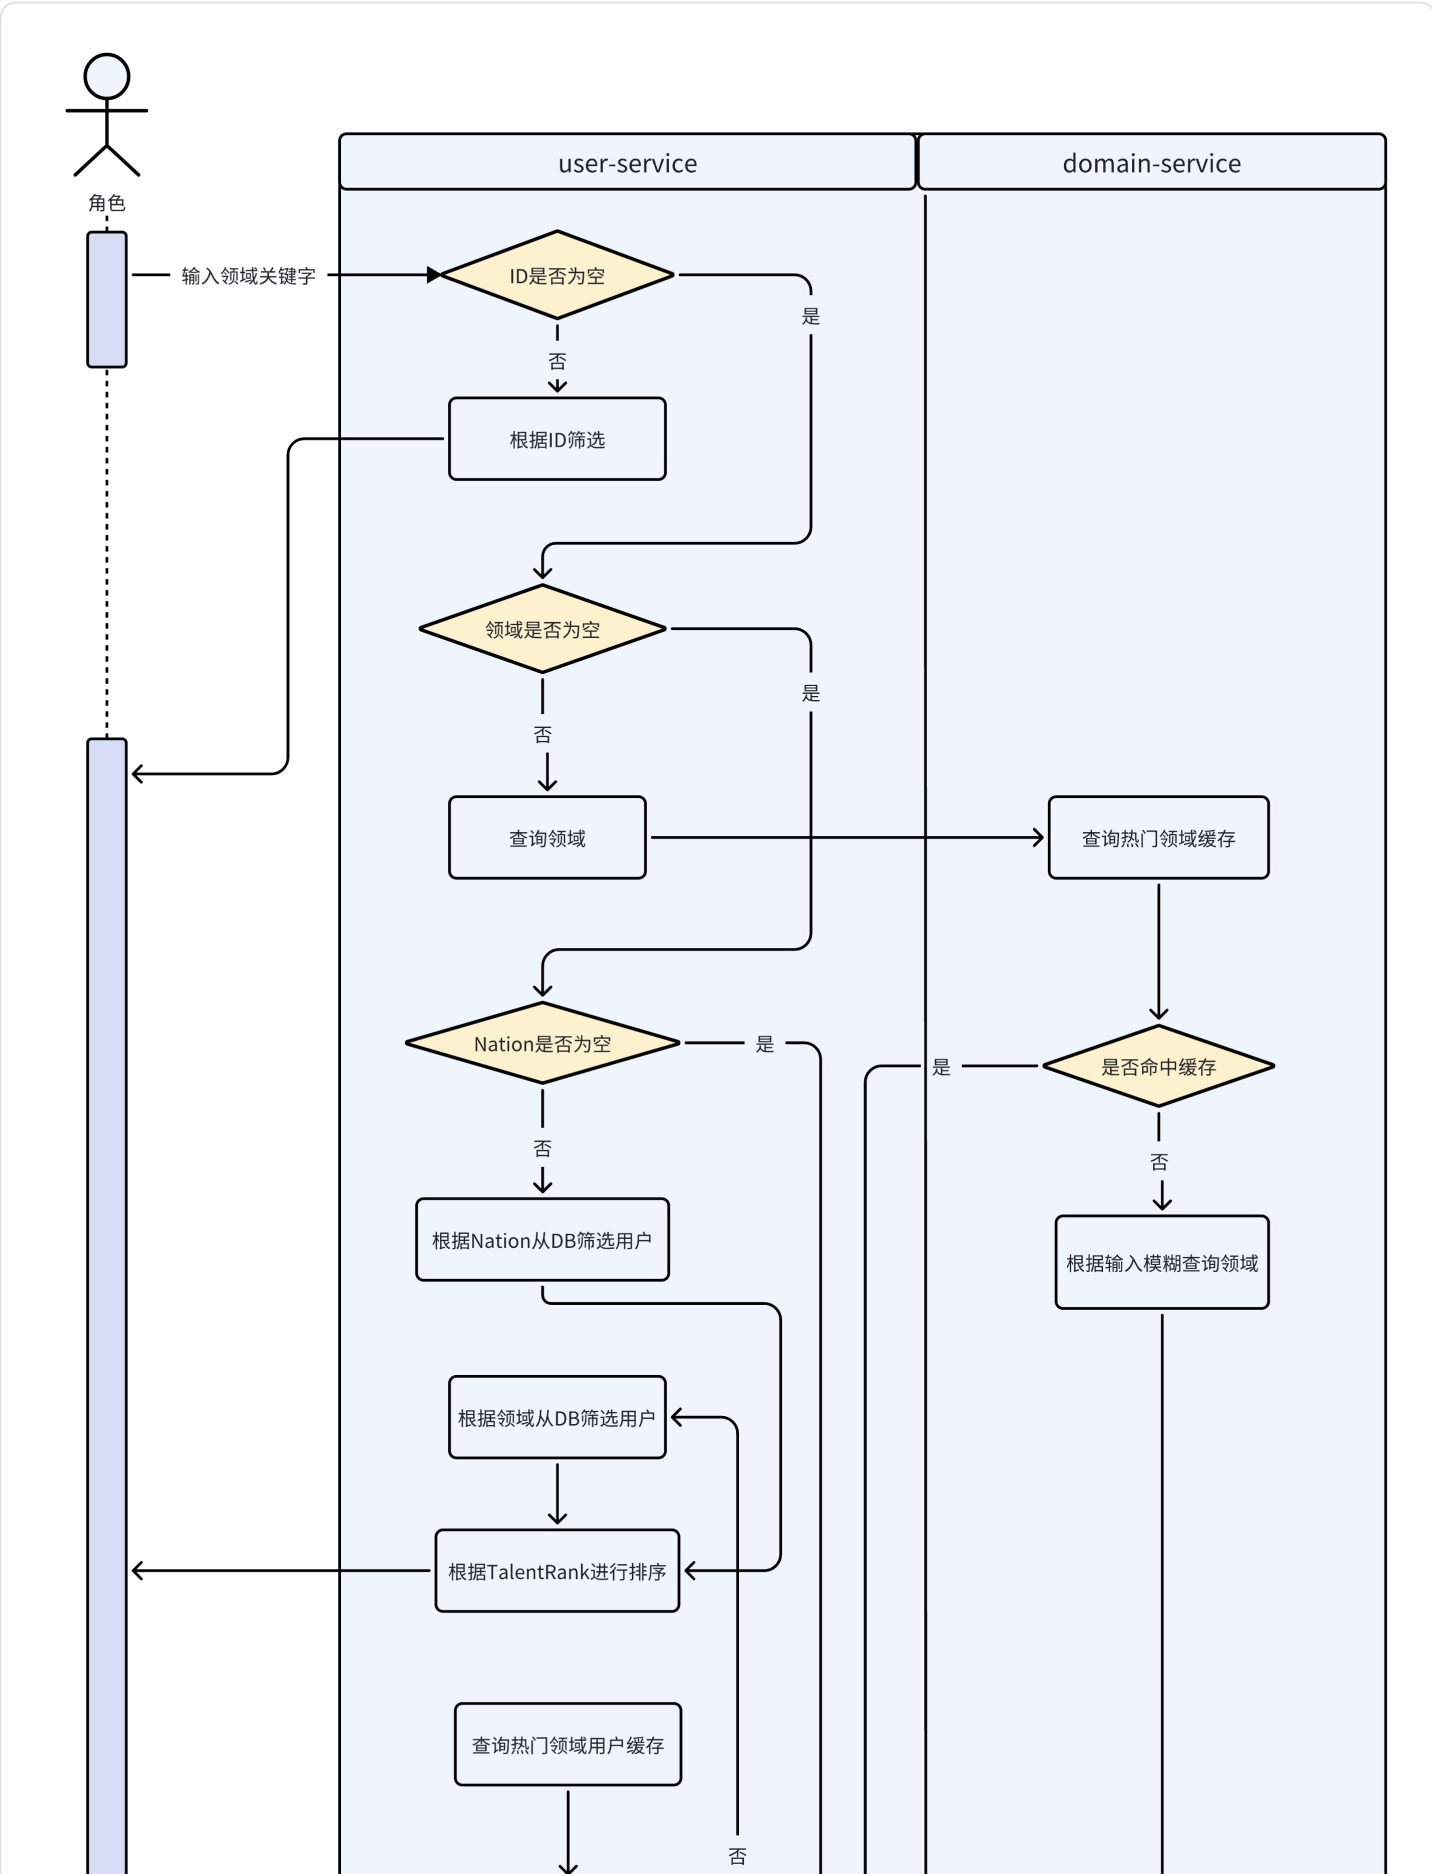 角色
user-service
domain-service
输入领域关键字
ID是否为空
是
否
根据ID筛选
领域是否为空
是
否
查询领域
查询热门领域缓存
Nation是否为空
是
是
是否命中缓存
否
否
根据Nation从DB筛选用户
根据输入模糊查询领域
根据领域从DB筛选用户
根据TalentRank进行排序
查询热门领域用户缓存
否